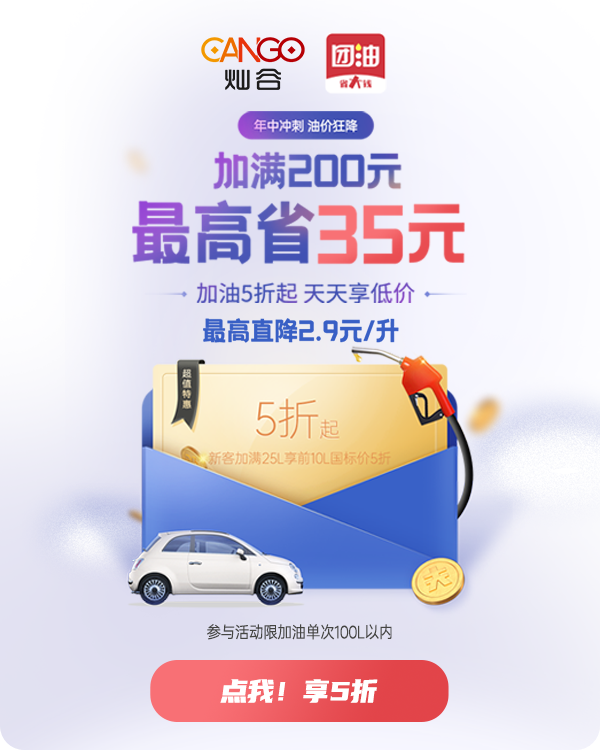 CANGO
灿谷
团油
省大钱
年中冲刺 油价狂降
加满200元
最高省35元
加油5折起 天天享低价
最高直降2.9元/升
超值特惠
5折起
新客加满25L享前10L国标价5折
参与活动限加油单次100L以内
点我！享5折